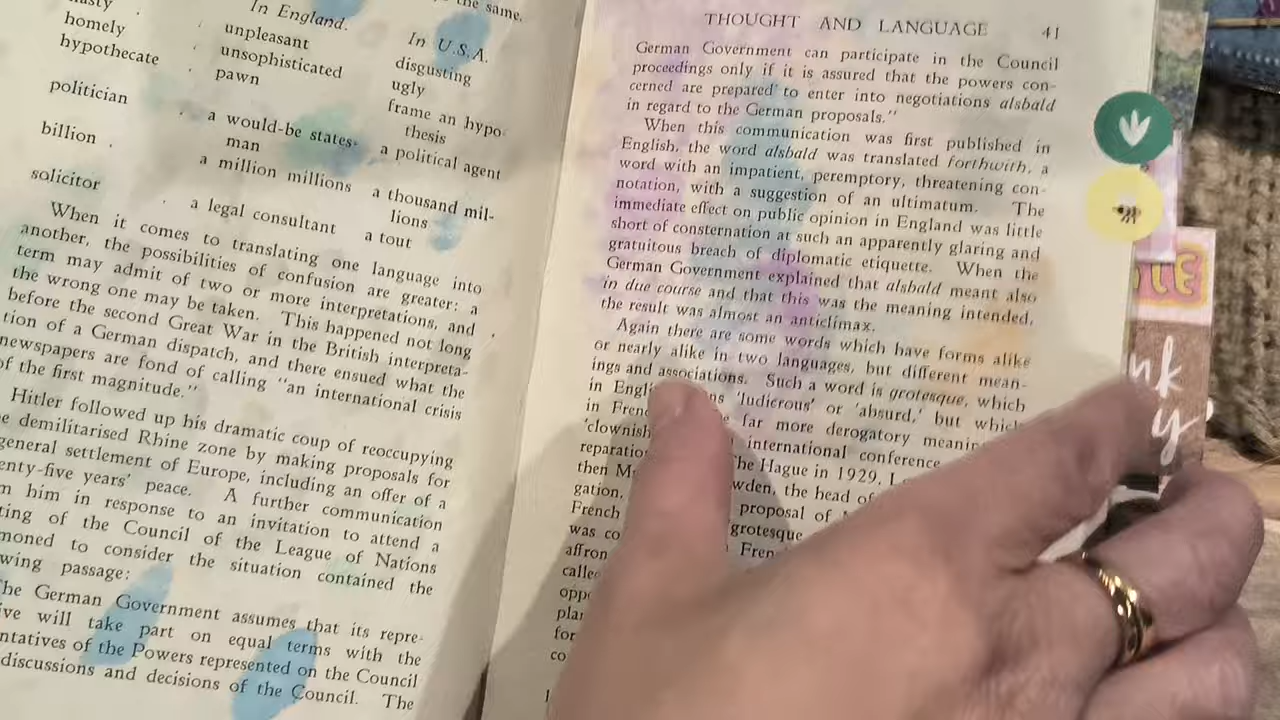 the same.
In England.
In U.S.A.
nasty . unpleasant disgusting
homely . unsophisticated ugly
hypothecate . pawn frame an hypo-
thesis
politician . a would-be states- a political agent
man
billion . a million millions a thousand mil-
lions
solicitor . a legal consultant a tout
When it comes to translating one language into
another, the possibilities of confusion are greater: a
term may admit of two or more interpretations, and
the wrong one may be taken. This happened not long
before the second Great War in the British interpreta-
tion of a German dispatch, and there ensued what the
newspapers are fond of calling "an international crisis
of the first magnitude."
Hitler followed up his dramatic coup of reoccupying
demilitarised Rhine zone by making proposals for
general settlement of Europe, including an offer of a
enty-five years' peace. A further communication
him in response to an invitation to attend a
ting of the Council of the League of Nations
moned to consider the situation contained the
wing passage:
The German Government assumes that its repre-
ive will take part on equal terms with the
ntatives of the Powers represented on the Council
discussions and decisions of the Council. The
THOUGHT AND LANGUAGE 41
German Government can participate in the Council
proceedings only if it is assured that the powers con-
cerned are prepared to enter into negotiations alsbald
in regard to the German proposals."
When this communication was first published in
English, the word alsbald was translated forthwith, a
word with an impatient, peremptory, threatening con-
notation, with a suggestion of an ultimatum. The
immediate effect on public opinion in England was little
short of consternation at such an apparently glaring and
gratuitous breach of diplomatic etiquette. When the
German Government explained that alsbald meant also
in due course and that this was the meaning intended,
the result was almost an anticlimax.
Again there are some words which have forms alike
or nearly alike in two languages, but different mean-
ings and associations. Such a word is grotesque, which
in Engli ns 'ludicrous' or 'absurd,' but which
in Fren far more derogatory meanin
'clownish international conference
reparatio The Hague in 1929,
then wden, the head of
gation, proposal of
French grotesque
was co Fren
affron
calle
opp
plan
for
co